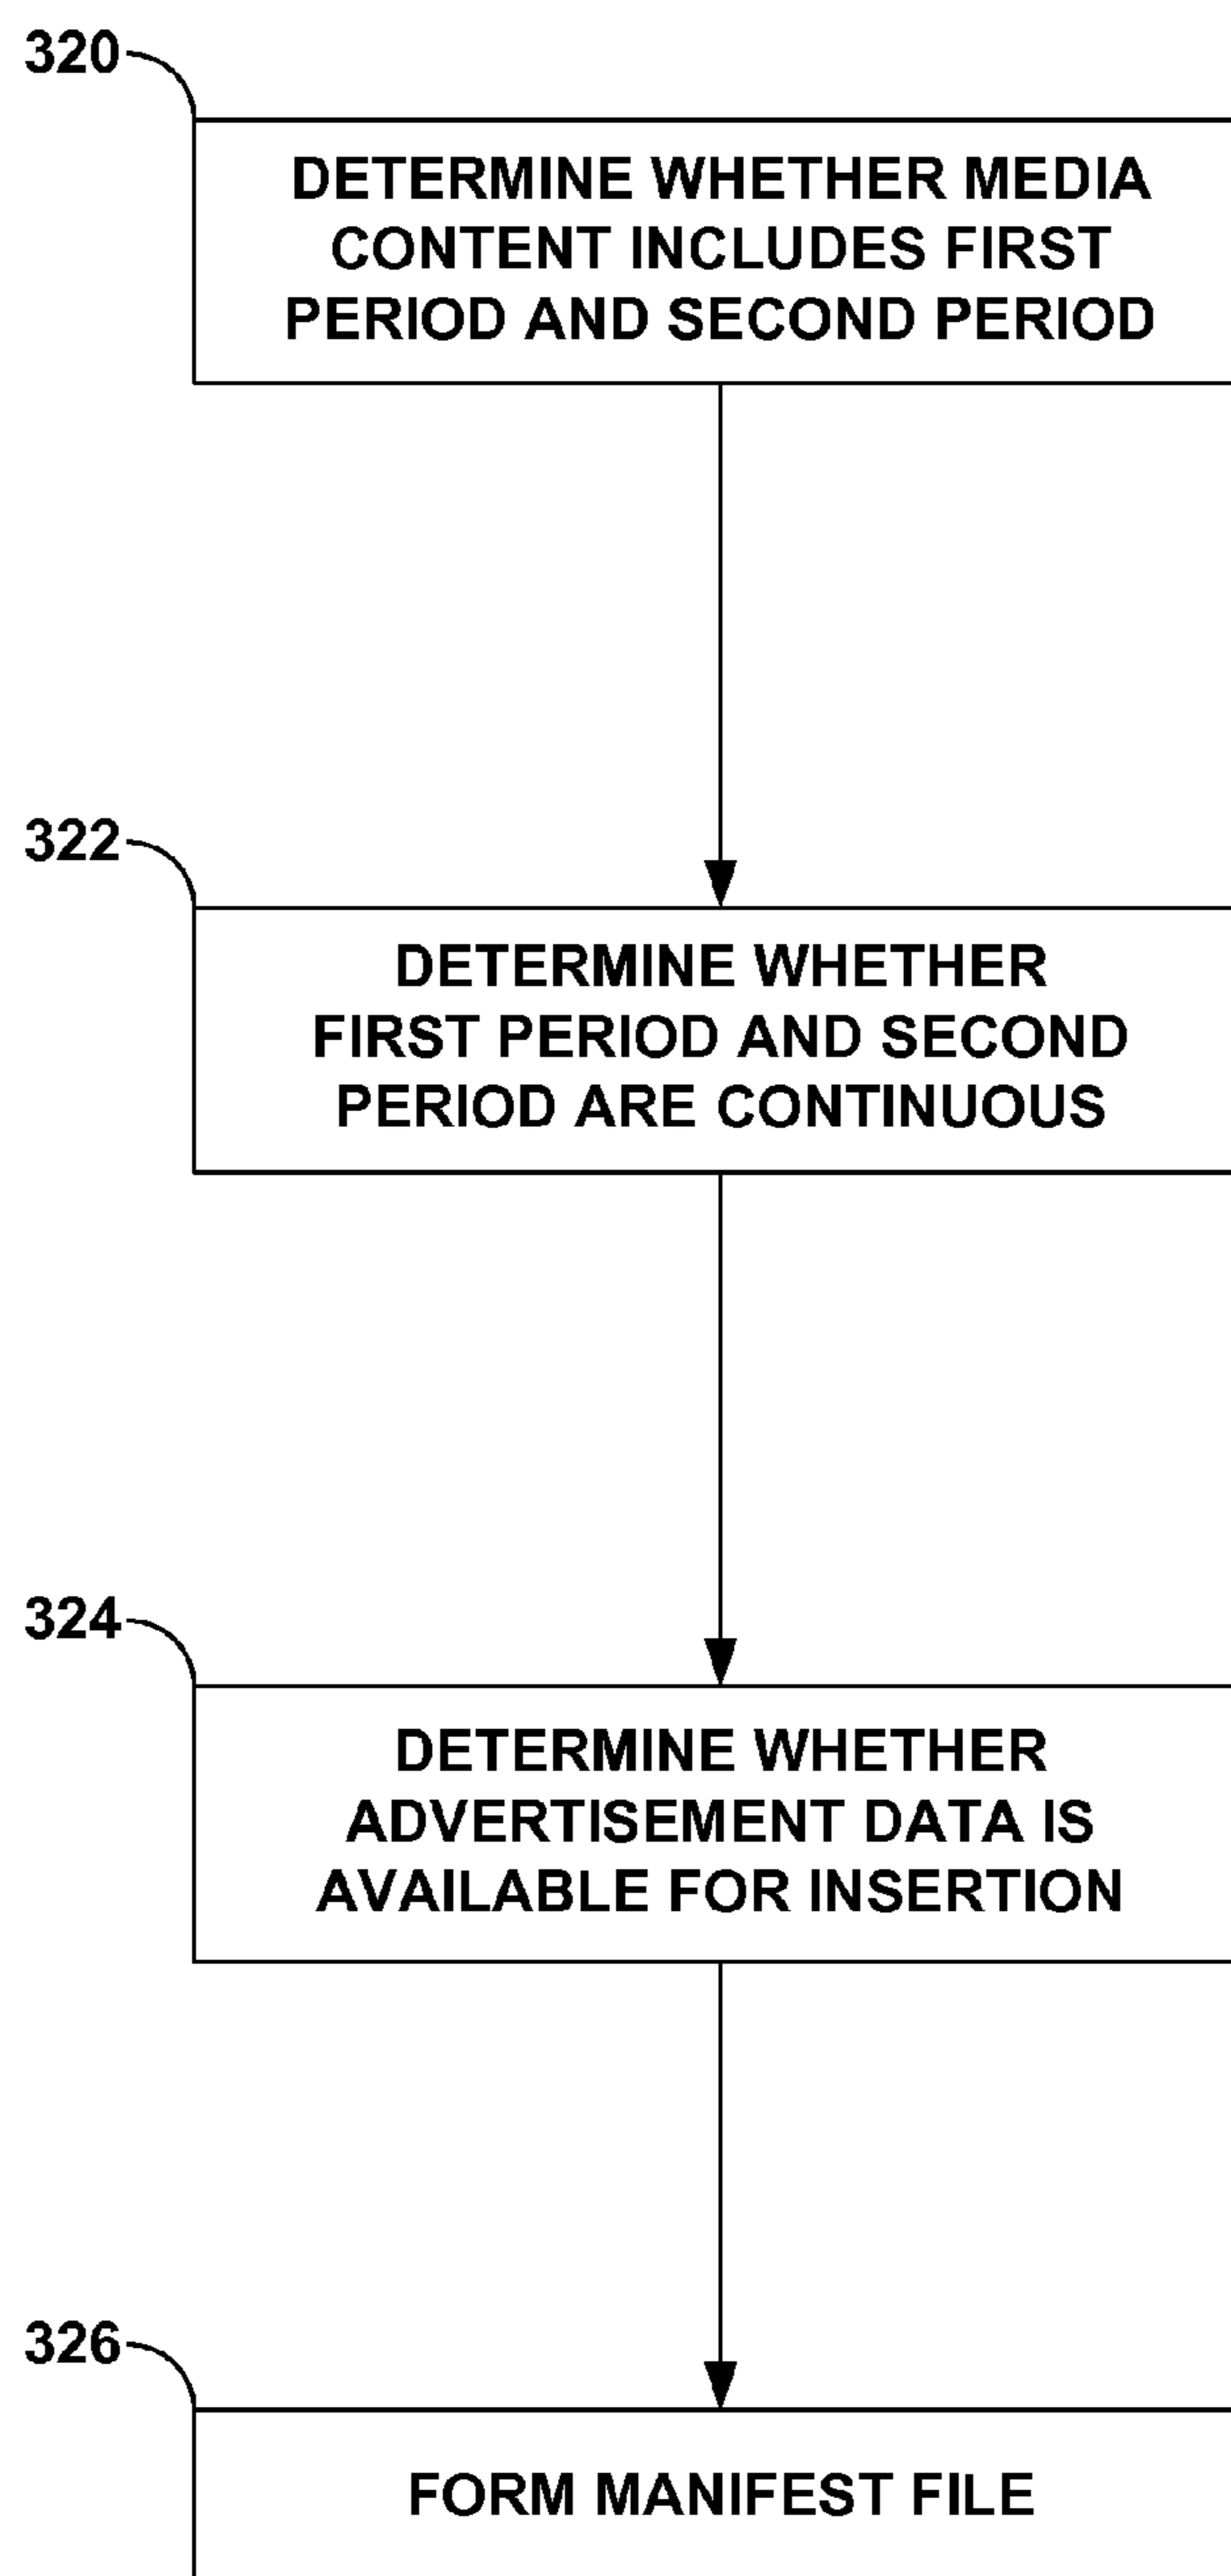 320
DETERMINE WHETHER MEDIA
CONTENT INCLUDES FIRST
PERIOD AND SECOND PERIOD
322
DETERMINE WHETHER
FIRST PERIOD AND SECOND
PERIOD ARE CONTINUOUS
324
DETERMINE WHETHER
ADVERTISEMENT DATA IS
AVAILABLE FOR INSERTION
326
FORM MANIFEST FILE